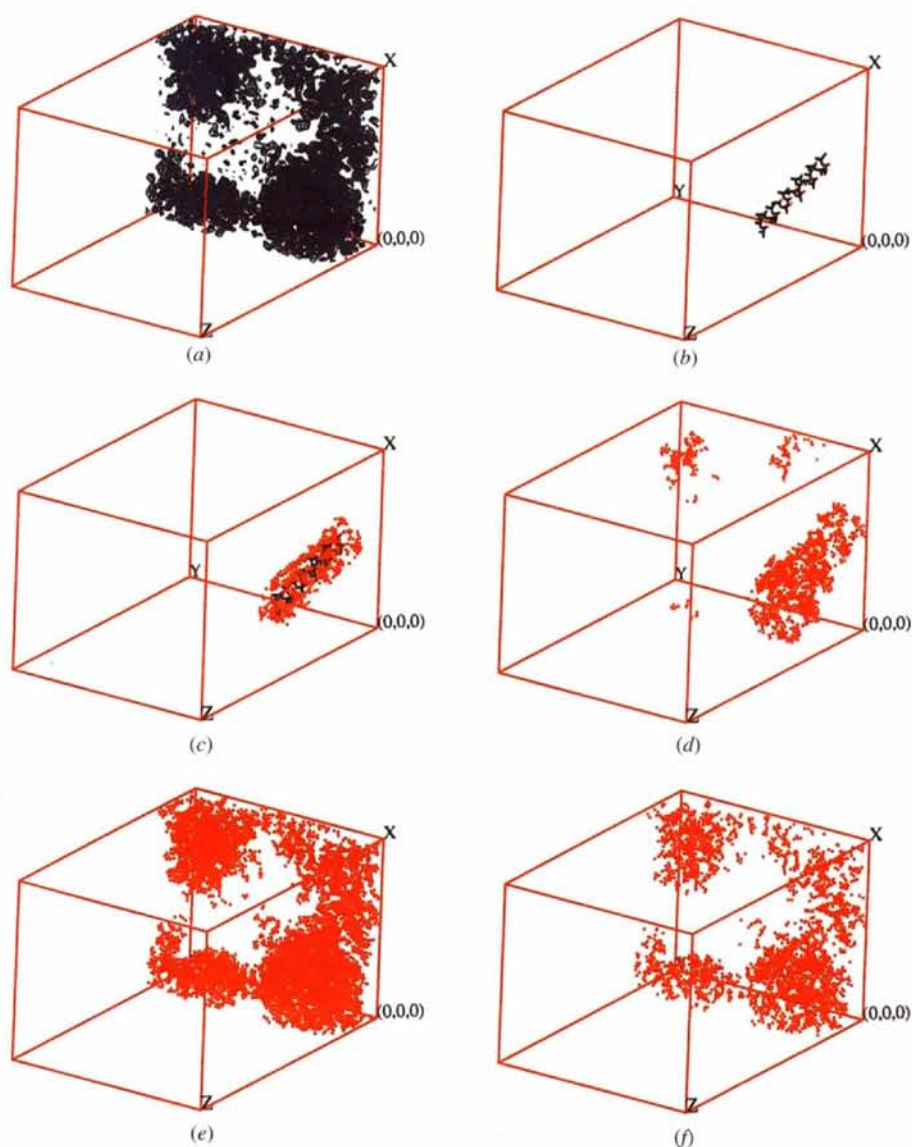 X
(0,0,0)
Z
(a)
X
Y
(0,0,0)
Z
(b)
X
Y
(0,0,0)
Z
(c)
X
Y
(0,0,0)
Z
(d)
X
(0,0,0)
Z
(e)
X
(0,0,0)
Z
(f)